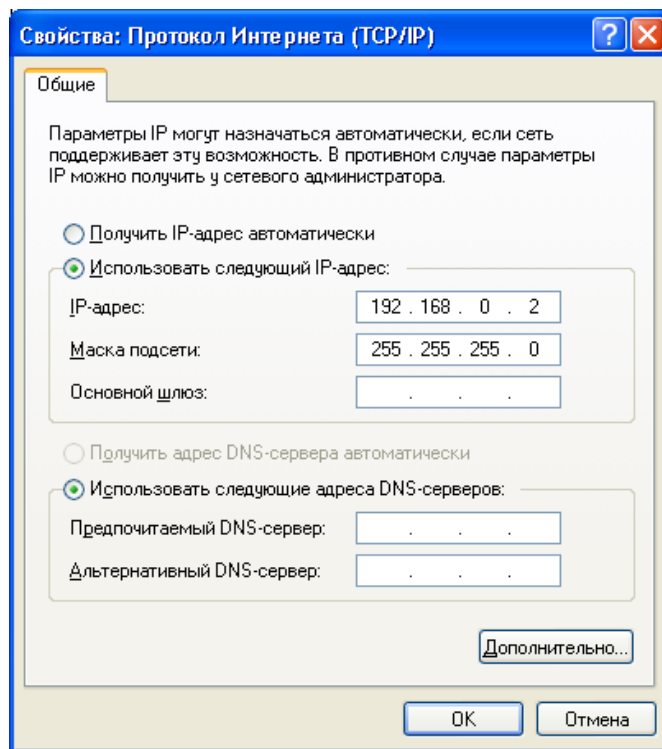 Свойства: Протокол Интернета (TCP/IP)
Общие
Параметры IP могут назначаться автоматически, если сеть
поддерживает эту возможность. В противном случае параметры
IP можно получить у сетевого администратора.
Получить IP-адрес автоматически
Использовать следующий IP-адрес:
IP-адрес: 192 . 168 . 0 . 2
Маска подсети: 255 . 255 . 255 . 0
Основной шлюз: . . .
Получить адрес DNS-сервера автоматически
Использовать следующие адреса DNS-серверов:
Предпочитаемый DNS-сервер: . . .
Альтернативный DNS-сервер: . . .
Дополнительно...
OK Отмена